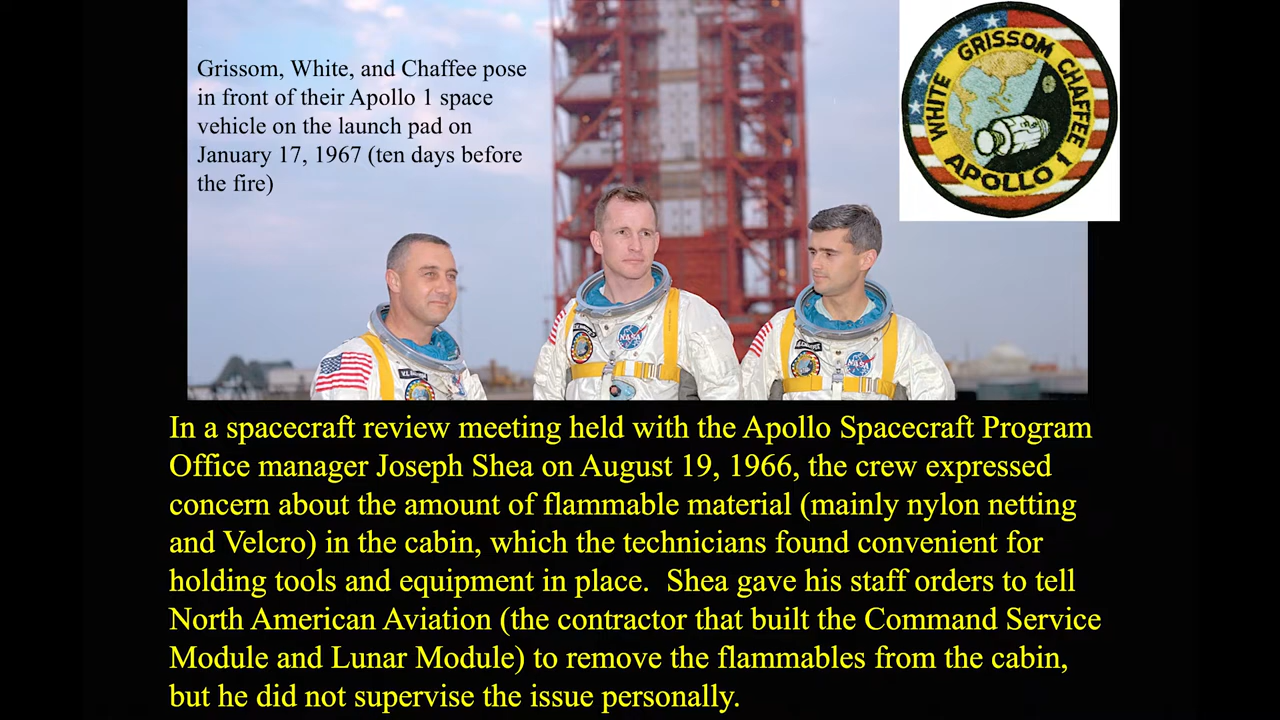 Grissom, White, and Chaffee pose
in front of their Apollo 1 space
vehicle on the launch pad on
January 17, 1967 (ten days before
the fire)
GRISSOM
WHITE
CHAFFEE
APOLLO 1
NASA
NASA
In a spacecraft review meeting held with the Apollo Spacecraft Program
Office manager Joseph Shea on August 19, 1966, the crew expressed
concern about the amount of flammable material (mainly nylon netting
and Velcro) in the cabin, which the technicians found convenient for
holding tools and equipment in place.  Shea gave his staff orders to tell
North American Aviation (the contractor that built the Command Service
Module and Lunar Module) to remove the flammables from the cabin,
but he did not supervise the issue personally.